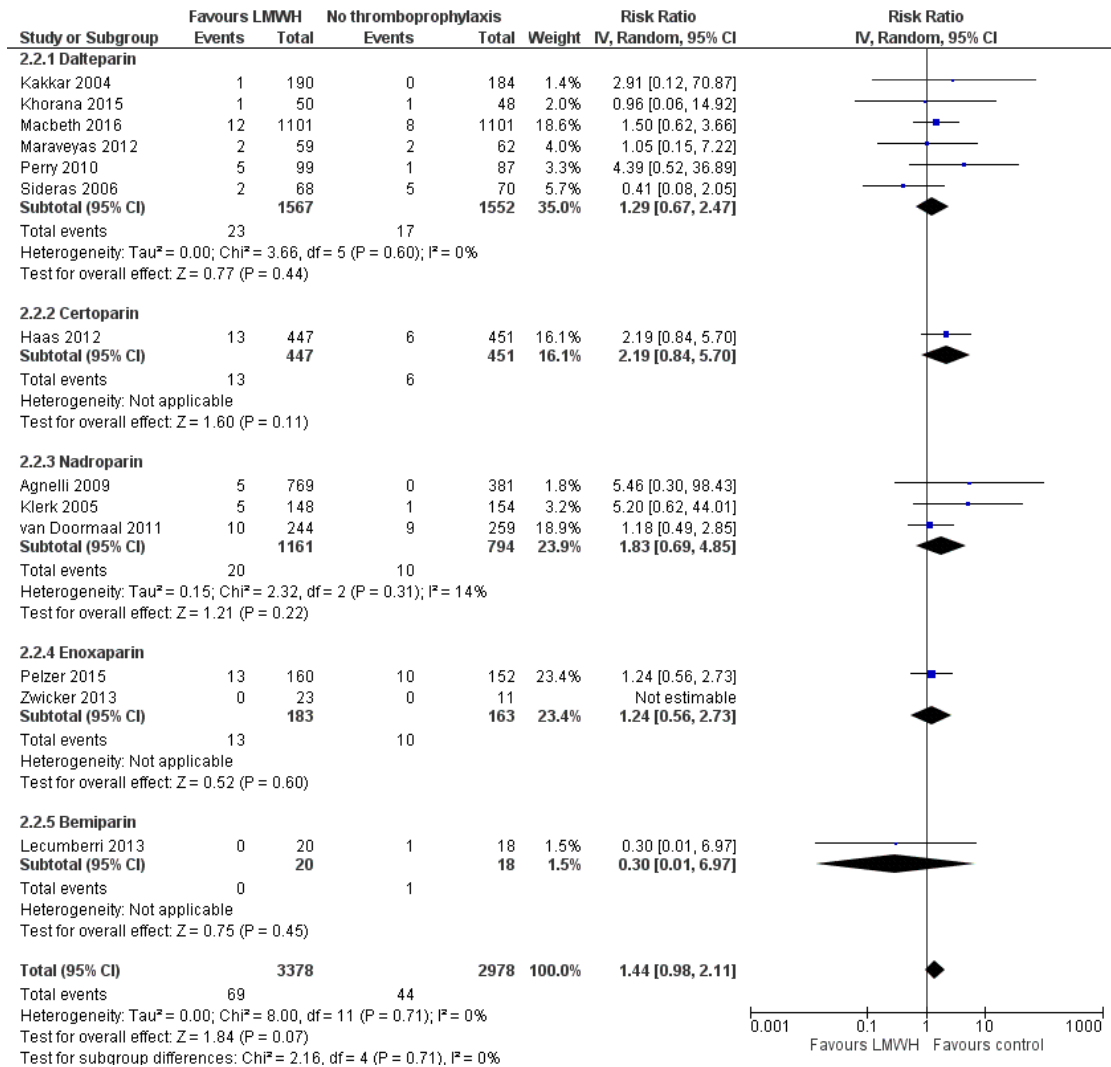 Favours LMWH No thromboprophylaxis Risk Ratio Risk Ratio
Study or Subgroup Events Total Events Total Weight IV, Random, 95% CI IV, Random, 95% CI
2.2.1 Dalteparin
Kakkar 2004 1 190 0 184 1.4% 2.91 [0.12, 70.87]
Khorana 2015 1 50 1 48 2.0% 0.96 [0.06, 14.92]
Macbeth 2016 12 1101 8 1101 18.6% 1.50 [0.62, 3.66]
Maraveyas 2012 2 59 2 62 4.0% 1.05 [0.15, 7.22]
Perry 2010 5 99 1 87 3.3% 4.39 [0.52, 36.89]
Sideras 2006 2 68 5 70 5.7% 0.41 [0.08, 2.05]
Subtotal (95% CI) 1567 1552 35.0% 1.29 [0.67, 2.47]
Total events 23 17
Heterogeneity: Tau² = 0.00; Chi² = 3.66, df = 5 (P = 0.60); I² = 0%
Test for overall effect: Z = 0.77 (P = 0.44)
2.2.2 Certoparin
Haas 2012 13 447 6 451 16.1% 2.19 [0.84, 5.70]
Subtotal (95% CI) 447 451 16.1% 2.19 [0.84, 5.70]
Total events 13 6
Heterogeneity: Not applicable
Test for overall effect: Z = 1.60 (P = 0.11)
2.2.3 Nadroparin
Agnelli 2009 5 769 0 381 1.8% 5.46 [0.30, 98.43]
Klerk 2005 5 148 1 154 3.2% 5.20 [0.62, 44.01]
van Doormaal 2011 10 244 9 259 18.9% 1.18 [0.49, 2.85]
Subtotal (95% CI) 1161 794 23.9% 1.83 [0.69, 4.85]
Total events 20 10
Heterogeneity: Tau² = 0.15; Chi² = 2.32, df = 2 (P = 0.31); I² = 14%
Test for overall effect: Z = 1.21 (P = 0.22)
2.2.4 Enoxaparin
Pelzer 2015 13 160 10 152 23.4% 1.24 [0.56, 2.73]
Zwicker 2013 0 23 0 11 Not estimable
Subtotal (95% CI) 183 163 23.4% 1.24 [0.56, 2.73]
Total events 13 10
Heterogeneity: Not applicable
Test for overall effect: Z = 0.52 (P = 0.60)
2.2.5 Bemiparin
Lecumberri 2013 0 20 1 18 1.5% 0.30 [0.01, 6.97]
Subtotal (95% CI) 20 18 1.5% 0.30 [0.01, 6.97]
Total events 0 1
Heterogeneity: Not applicable
Test for overall effect: Z = 0.75 (P = 0.45)
Total (95% CI) 3378 2978 100.0% 1.44 [0.98, 2.11]
Total events 69 44
Heterogeneity: Tau² = 0.00; Chi² = 8.00, df = 11 (P = 0.71); I² = 0%
Test for overall effect: Z = 1.84 (P = 0.07)
Test for subgroup differences: Chi² = 2.16, df = 4 (P = 0.71), I² = 0%
0.001 0.1 1 10 1000
Favours LMWH Favours control